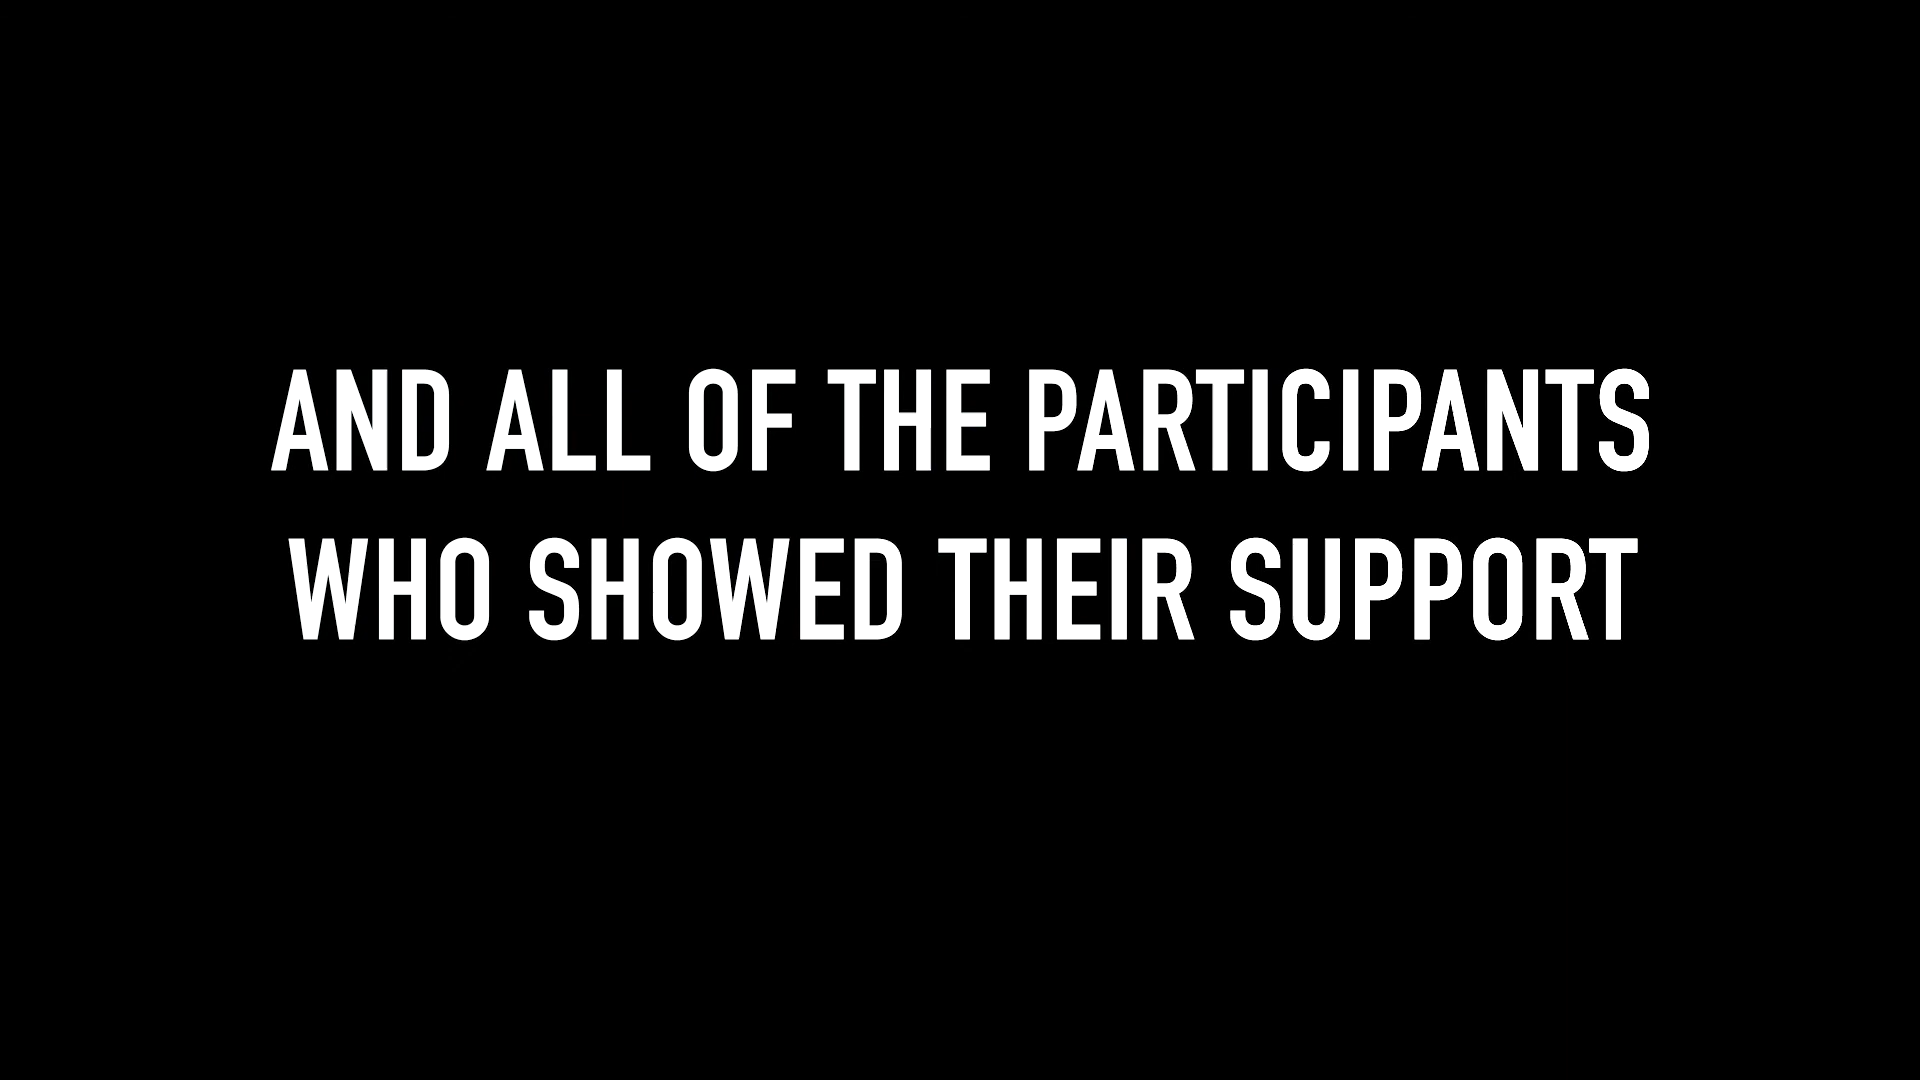 AND ALL OF THE PARTICIPANTS
WHO SHOWED THEIR SUPPORT